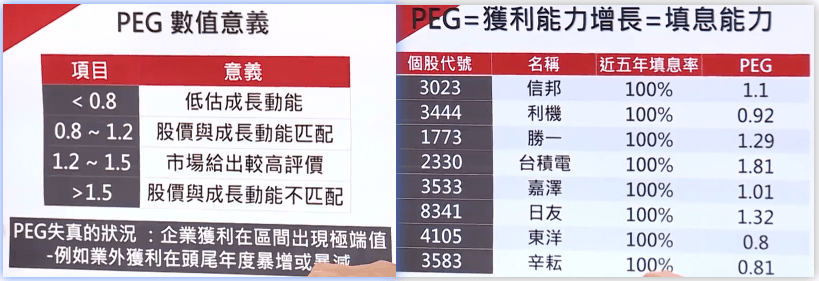 PEG 數值意義
項目 意義
< 0.8 低估成長動能
0.8 ~ 1.2 股價與成長動能匹配
1.2 ~ 1.5 市場給出較高評價
>1.5 股價與成長動能不匹配
PEG失真的狀況 ：企業獲利在區間出現極端值
-例如業外獲利在頭尾年度暴增或暴減
PEG=獲利能力增長=填息能力
個股代號 名稱 近五年填息率 PEG
3023 信邦 100% 1.1
3444 利機 100% 0.92
1773 勝一 100% 1.29
2330 台積電 100% 1.81
3533 嘉澤 100% 1.01
8341 日友 100% 1.32
4105 東洋 100% 0.8
3583 辛耘 100% 0.81